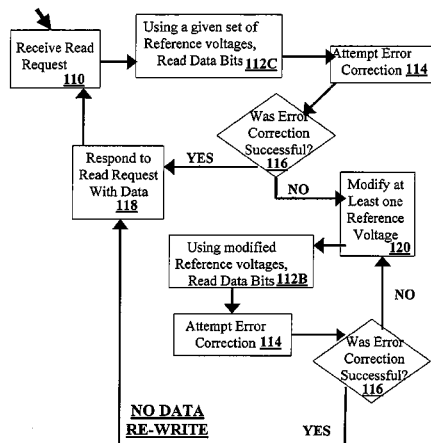 Receive Read
Request
110
Using a given set of
Reference voltages,
Read Data Bits 112C
Attempt Error
Correction 114
Was Error
Correction
Successful?
116
YES
NO
Respond to
Read Request
With Data
118
Modify at
Least one
Reference
Voltage
120
Using modified
Reference voltages,
Read Data Bits 112B
NO
Attempt Error
Correction 114
Was Error
Correction
Successful?
116
NO DATA
RE-WRITE
YES